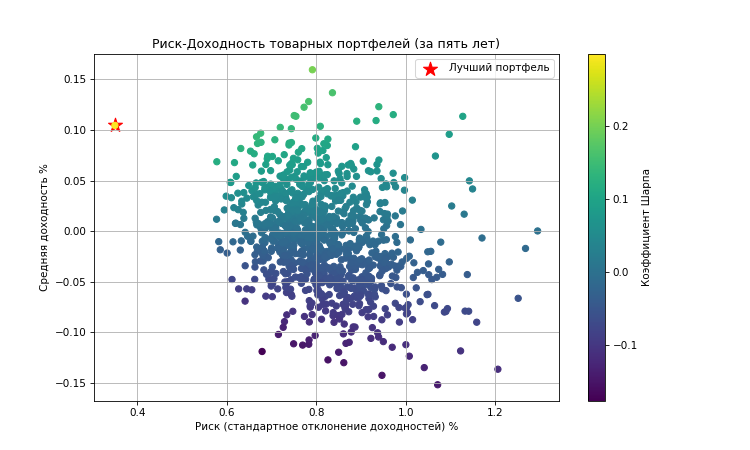 Риск-Доходность товарных портфелей (за пять лет)
Лучший портфель
Средняя доходность %
0.15
0.10
0.05
0.00
−0.05
−0.10
−0.15
0.4 0.6 0.8 1.0 1.2
Риск (стандартное отклонение доходностей) %
0.2
0.1
0.0
−0.1
Коэффициент Шарпа